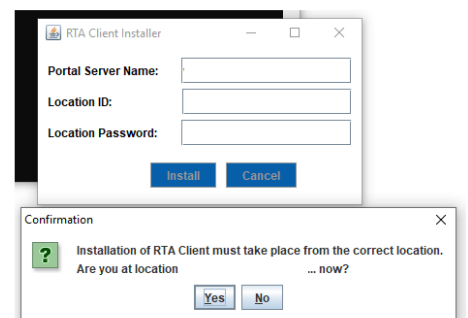 RTA Client Installer
Portal Server Name:
Location ID:
Location Password:
Install Cancel
Confirmation
Installation of RTA Client must take place from the correct location.
Are you at location ... now?
Yes No